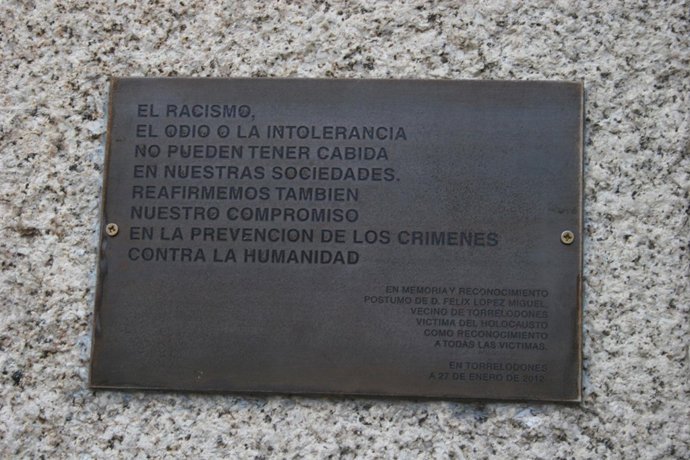 EL RACISMO,
EL ODIO O LA INTOLERANCIA
NO PUEDEN TENER CABIDA
EN NUESTRAS SOCIEDADES.
REAFIRMEMOS TAMBIEN
NUESTRO COMPROMISO
EN LA PREVENCION DE LOS CRIMENES
CONTRA LA HUMANIDAD
EN MEMORIA Y RECONOCIMIENTO
POSTUMO DE D. FELIX LOPEZ MIGUEL,
VECINO DE TORRELODONES
VICTIMA DEL HOLOCAUSTO
COMO RECONOCIMIENTO
A TODAS LAS VICTIMAS.
EN TORRELODONES
A 27 DE ENERO DE 2012